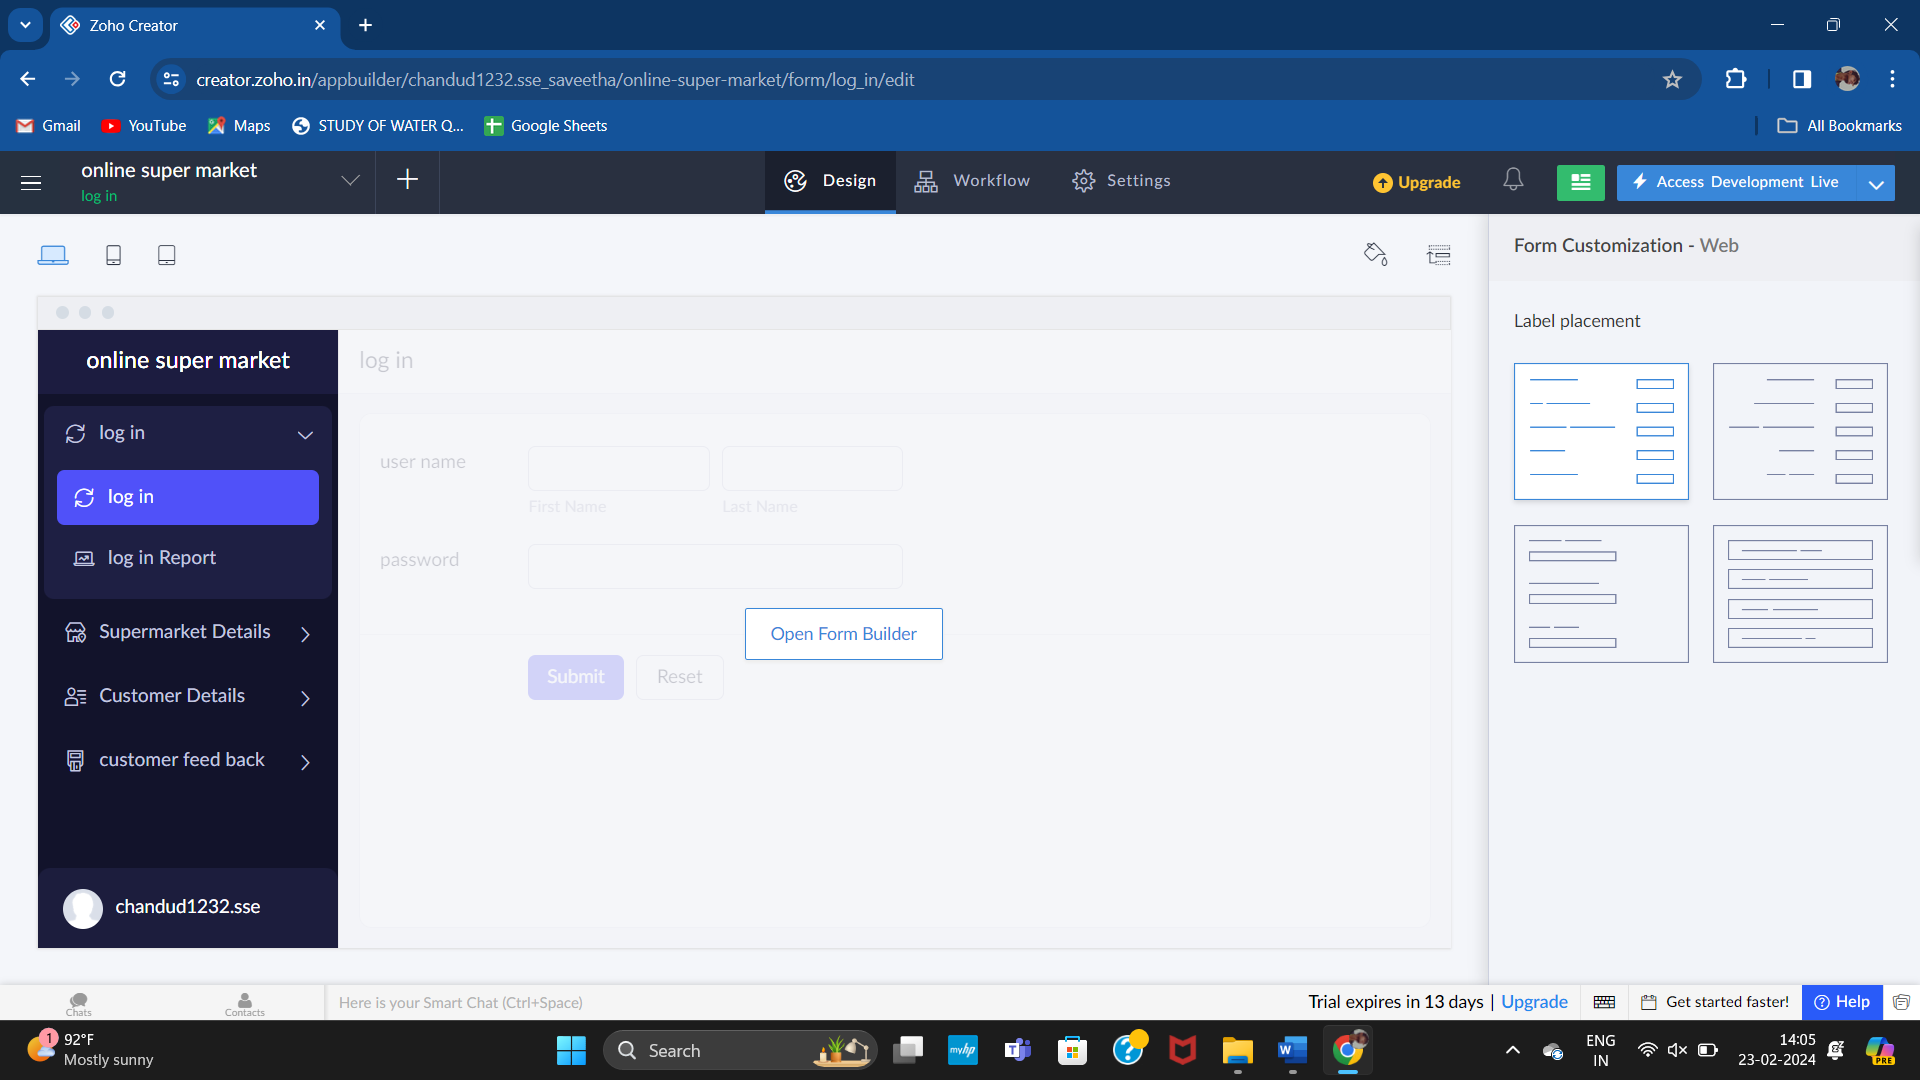 Zoho Creator
creator.zoho.in/appbuilder/chandud1232.sse_saveetha/online-super-market/form/log_in/edit
Gmail YouTube Maps STUDY OF WATER Q... Google Sheets All Bookmarks
online super market
log in
Design Workflow Settings Upgrade Access Development Live
Form Customization - Web
Label placement
online super market
log in
log in
log in
log in Report
Supermarket Details
Customer Details
customer feed back
chandud1232.sse
user name
First Name Last Name
password
Open Form Builder
Submit Reset
Chats Contacts Here is your Smart Chat (Ctrl+Space) Trial expires in 13 days | Upgrade Get started faster! Help
1
92°F
Mostly sunny
Search
myhp
T
W
ENG
IN
14:05
23-02-2024
PRE